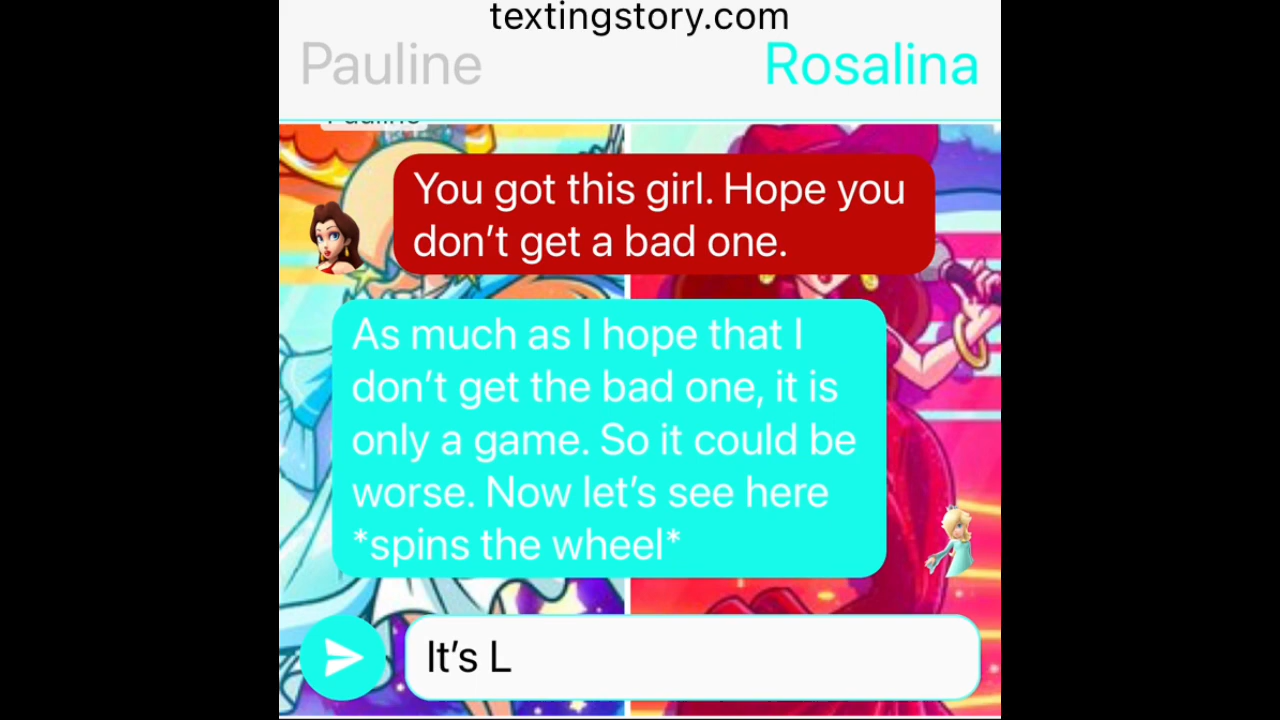 textingstory.com
Pauline Rosalina
You got this girl. Hope you
don’t get a bad one.
As much as I hope that I
don’t get the bad one, it is
only a game. So it could be
worse. Now let’s see here
*spins the wheel*
It’s L